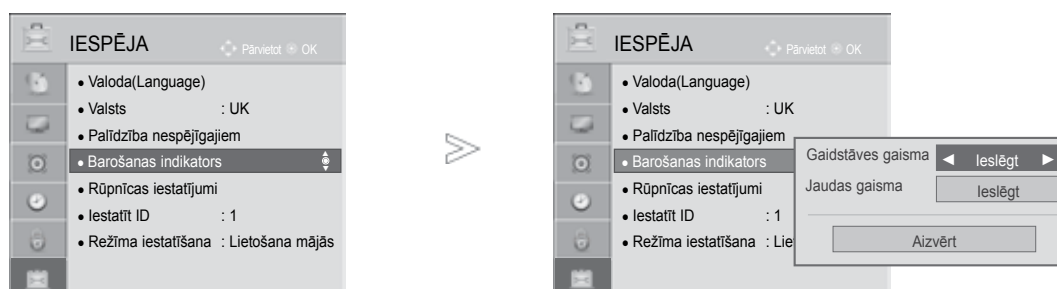 IESPĒJA Pārvietot OK
• Valoda(Language)
• Valsts : UK
• Palīdzība nespējīgajiem
• Barošanas indikators
• Rūpnīcas iestatījumi
• Iestatīt ID : 1
• Režīma iestatīšana : Lietošana mājās
IESPĒJA Pārvietot OK
• Valoda(Language)
• Valsts : UK
• Palīdzība nespējīgajiem
• Barošanas indikators
• Rūpnīcas iestatījumi
• Iestatīt ID : 1
• Režīma iestatīšana : Lie
Gaidstāves gaisma ◀ Ieslēgt ▶
Jaudas gaisma Ieslēgt
Aizvērt